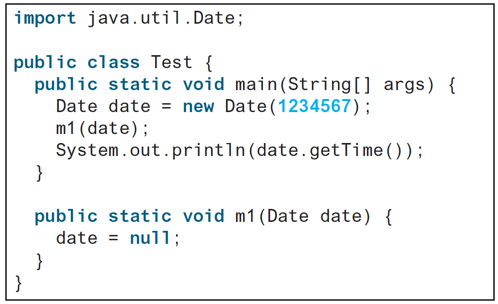 import java.util.Date;
public class Test {
  public static void main(String[] args) {
    Date date = new Date(1234567);
    m1(date);
    System.out.println(date.getTime());
  }
  public static void m1(Date date) {
    date = null;
  }
}